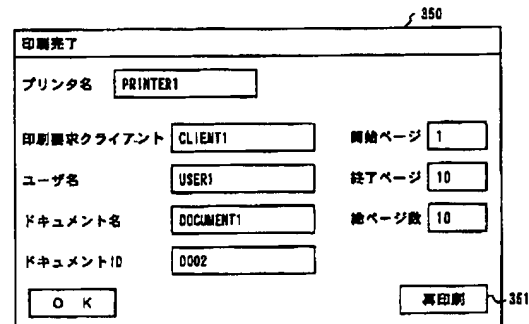 350
印刷完了
プリンタ名 PRINTER1
印刷要求クライアント CLIENT1 開始ページ 1
ユーザ名 USER1 終了ページ 10
ドキュメント名 DOCUMENT1 総ページ数 10
ドキュメントID D002
OK 再印刷 351